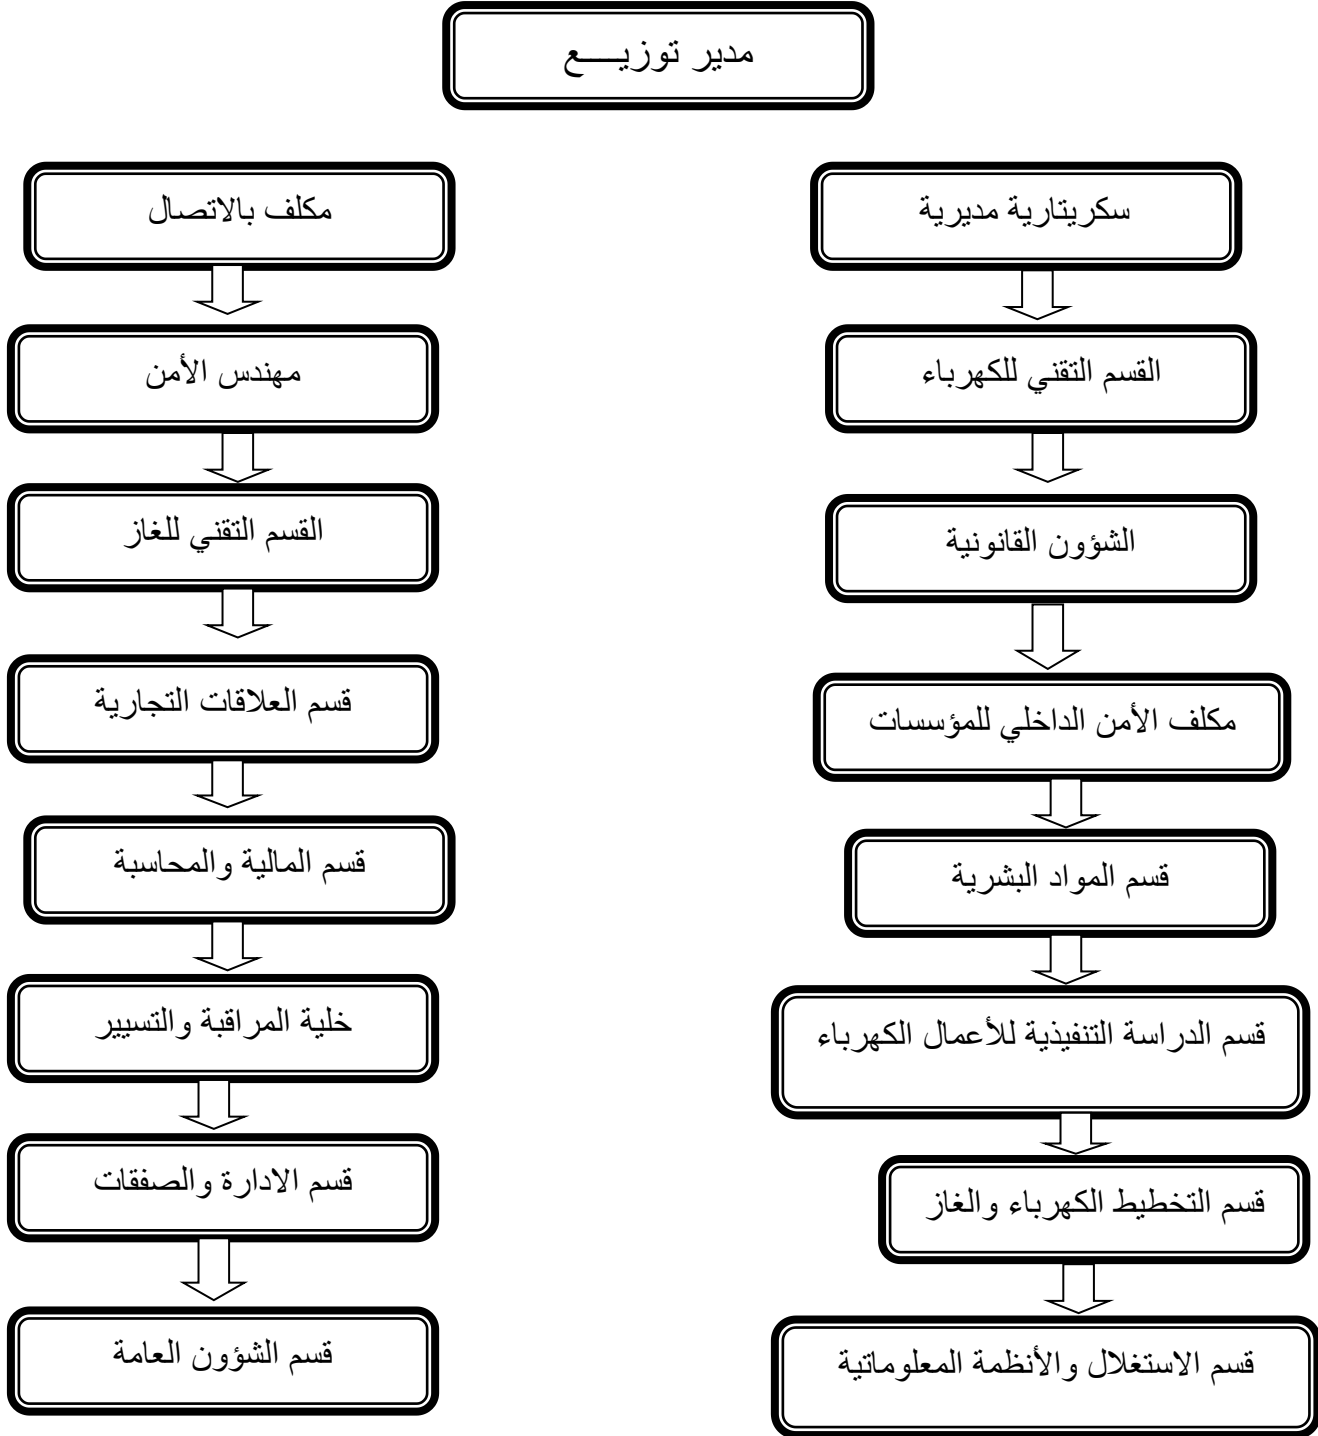 مدير توزيـــع
سكريتارية مديرية
القسم التقني للكهرباء
الشؤون القانونية
مكلف الأمن الداخلي للمؤسسات
قسم المواد البشرية
قسم الدراسة التنفيذية للأعمال الكهرباء
قسم التخطيط الكهرباء والغاز
قسم الاستغلال والأنظمة المعلوماتية
مكلف بالاتصال
مهندس الأمن
القسم التقني للغاز
قسم العلاقات التجارية
قسم المالية والمحاسبة
خلية المراقبة والتسيير
قسم الادارة والصفقات
قسم الشؤون العامة